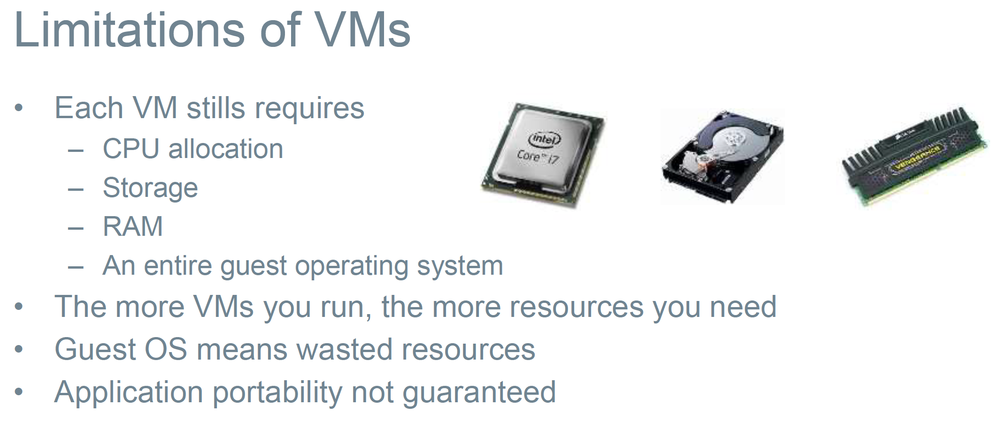 Limitations of VMs
• Each VM stills requires
– CPU allocation
– Storage
– RAM
– An entire guest operating system
• The more VMs you run, the more resources you need
• Guest OS means wasted resources
• Application portability not guaranteed
intel
Core™ i7
VENGEANCE